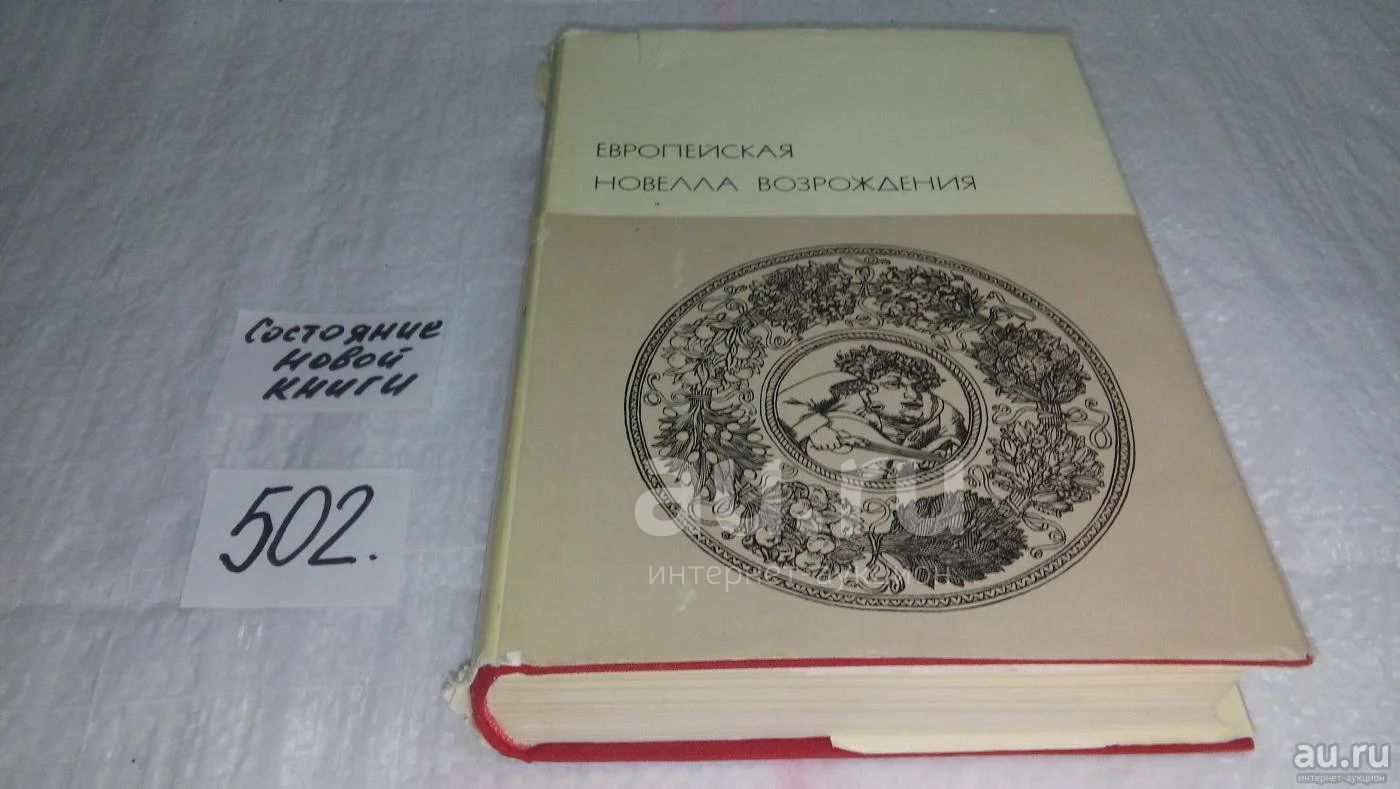 ЕВРОПЕЙСКАЯ
НОВЕЛЛА ВОЗРОЖДЕНИЯ
Состояние
новой
книги
502.
au.ru
интернет-аукцион
au.ru
интернет-аукцион